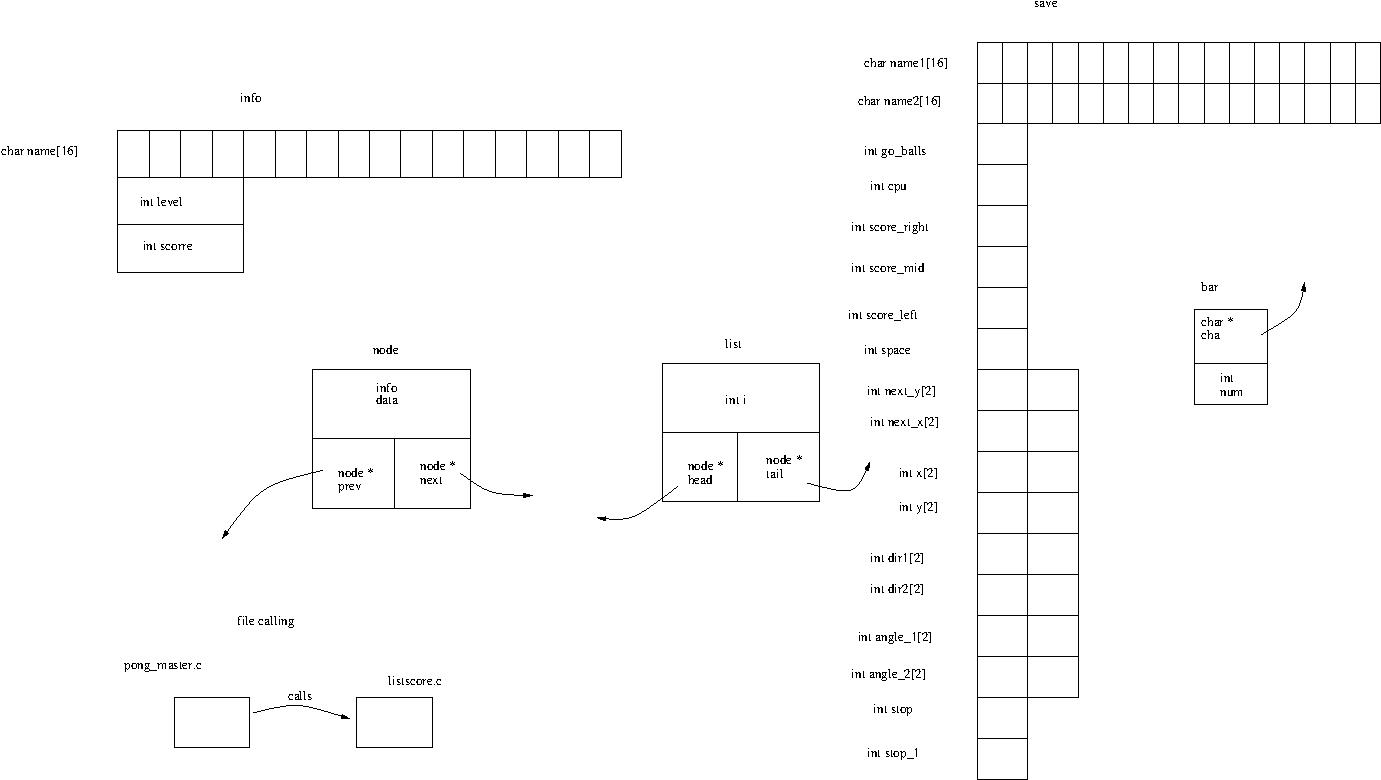 save
char name1[16]
char name2[16]
info
char name[16]
int level
int scorre
int go_balls
int cpu
int score_right
int score_mid
int score_left
int space
bar
char *
cha
int
num
node
info
data
node *
prev
node *
next
list
int i
node *
head
node *
tail
int next_y[2]
int next_x[2]
int x[2]
int y[2]
int dir1[2]
int dir2[2]
int angle_1[2]
int angle_2[2]
int stop
int stop_1
file calling
pong_master.c
calls
listscore.c